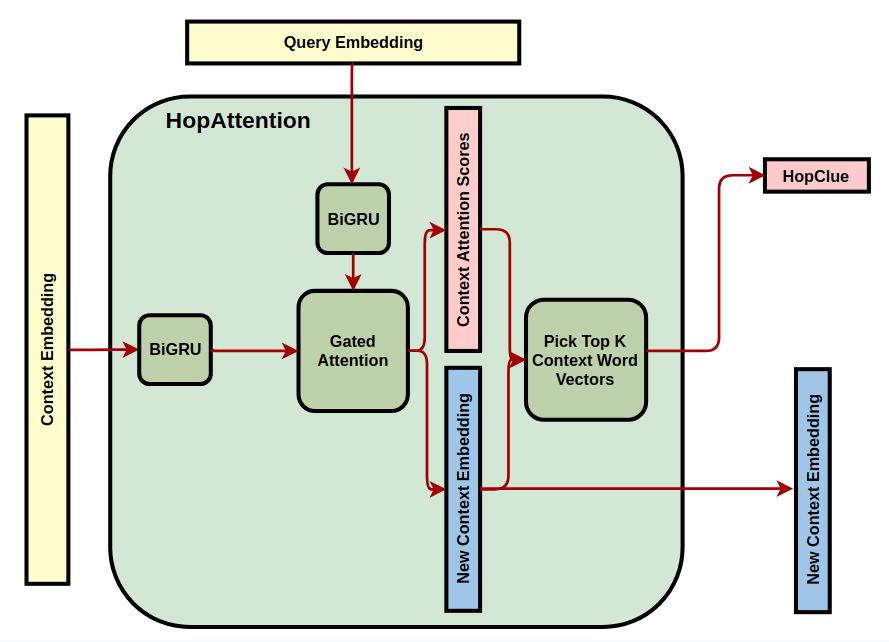 Query Embedding
HopAttention
Context Embedding
BiGRU
BiGRU
Gated
Attention
Context Attention Scores
New Context Embedding
Pick Top K
Context Word
Vectors
HopClue
New Context Embedding